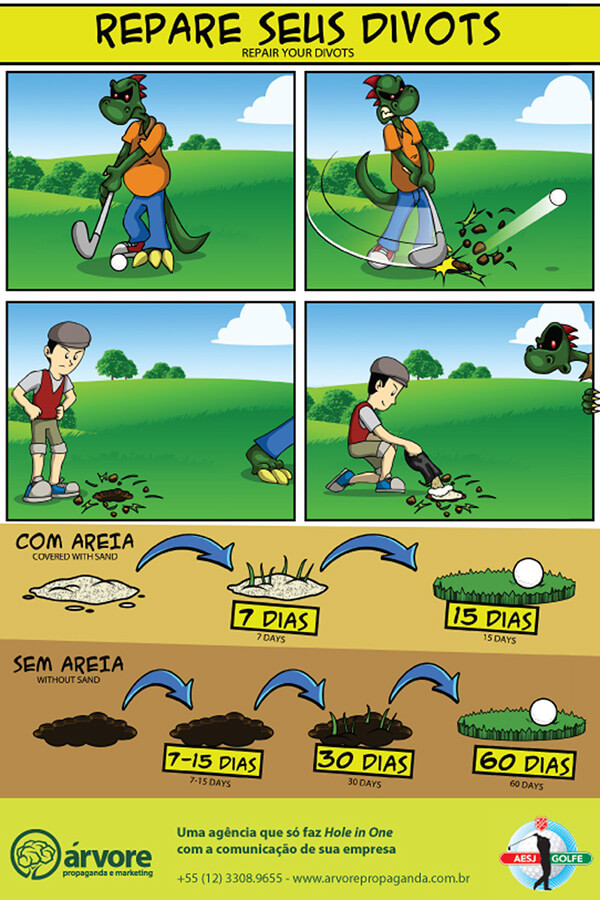 REPARE SEUS DIVOTS
REPAIR YOUR DIVOTS
COM AREIA
COVERED WITH SAND
7 DIAS
7 DAYS
15 DIAS
15 DAYS
SEM AREIA
WITHOUT SAND
7-15 DIAS
7-15 DAYS
30 DIAS
30 DAYS
60 DIAS
60 DAYS
árvore
propaganda e marketing
Uma agência que só faz Hole in One
com a comunicação de sua empresa
+55 (12) 3308.9655 - www.arvorepropaganda.com.br
AESJ GOLFE